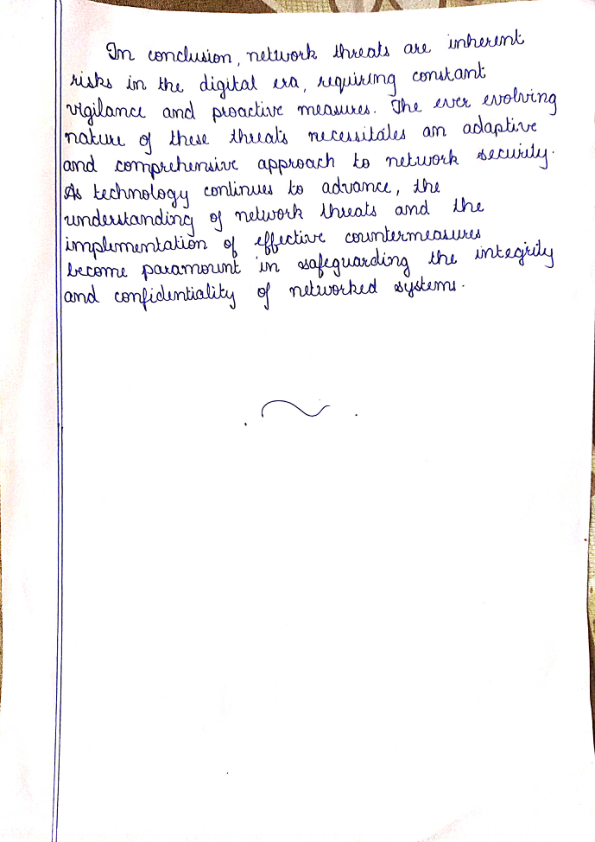 In conclusion, network threats are inherent
risks in the digital era, requiring constant
vigilance and proactive measures. The ever evolving
nature of these threats necessitates an adaptive
and comprehensive approach to network security.
As technology continues to advance, the
understanding of network threats and the
implementation of effective countermeasures
become paramount in safeguarding the integrity
and confidentiality of networked systems.